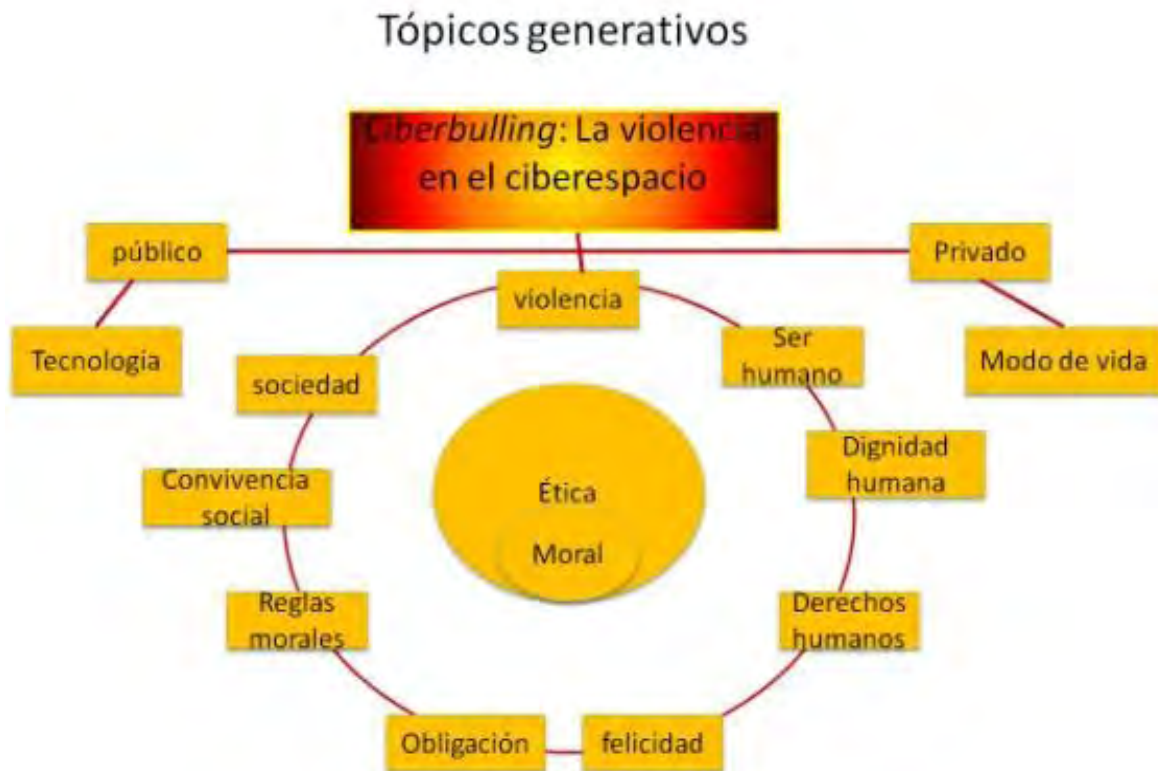 Tópicos generativos
Ciberbulling: La violencia
en el ciberespacio
público
Privado
violencia
Tecnología
Ser
humano
Modo de vida
sociedad
Dignidad
humana
Convivencia
social
Ética
Moral
Reglas
morales
Derechos
humanos
Obligación
felicidad